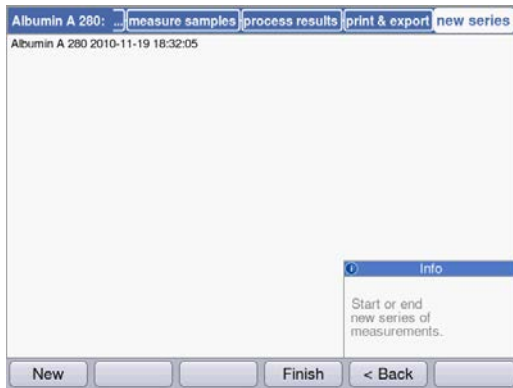 Albumin A 280: ... measure samples process results print & export new series
Albumin A 280 2010-11-19 18:32:05
Info
Start or end
new series of
measurements.
New Finish < Back